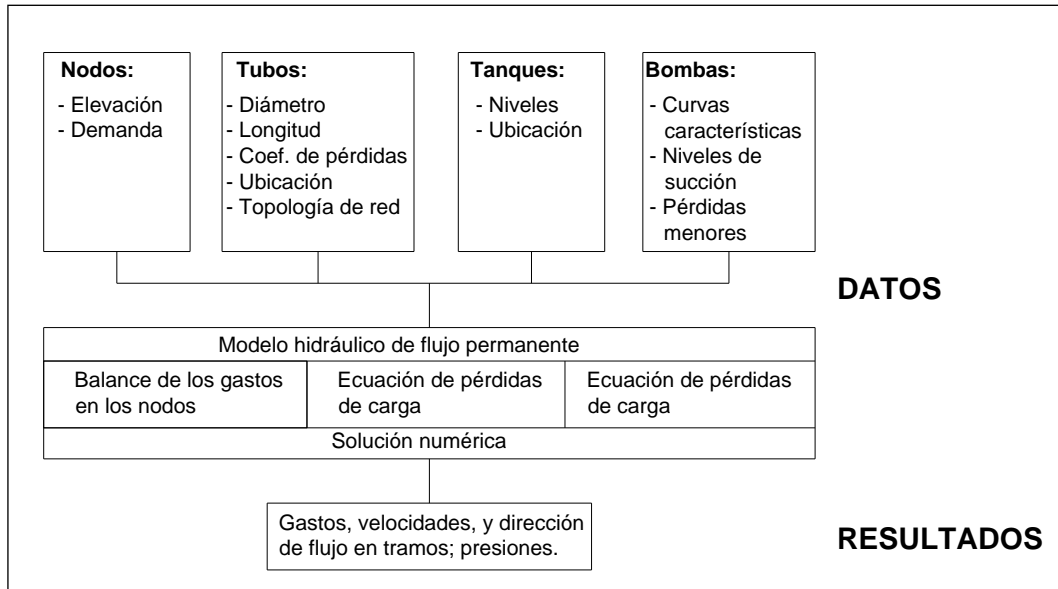 Nodos:
- Elevación
- Demanda
Tubos:
- Diámetro
- Longitud
- Coef. de pérdidas
- Ubicación
- Topología de red
Tanques:
- Niveles
- Ubicación
Bombas:
- Curvas
características
- Niveles de
succión
- Pérdidas
menores
DATOS
Modelo hidráulico de flujo permanente
Balance de los gastos
en los nodos
Ecuación de pérdidas
de carga
Ecuación de pérdidas
de carga
Solución numérica
Gastos, velocidades, y dirección
de flujo en tramos; presiones.
RESULTADOS